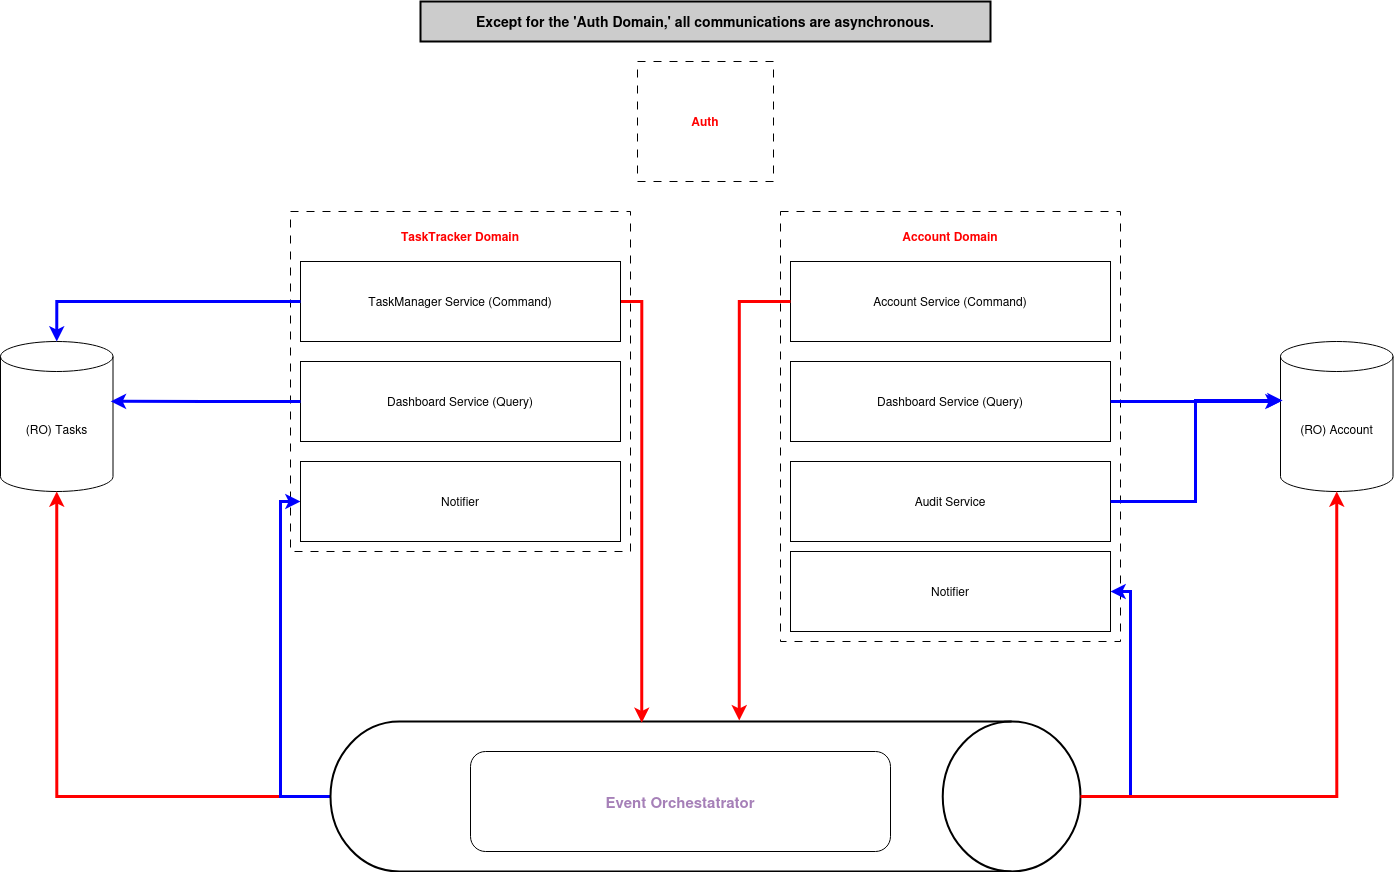 Except for the 'Auth Domain,' all communications are asynchronous.
Auth
TaskTracker Domain
Account Domain
TaskManager Service (Command)
Account Service (Command)
Dashboard Service (Query)
Dashboard Service (Query)
(RO) Tasks
(RO) Account
Notifier
Audit Service
Notifier
Event Orchestatrator